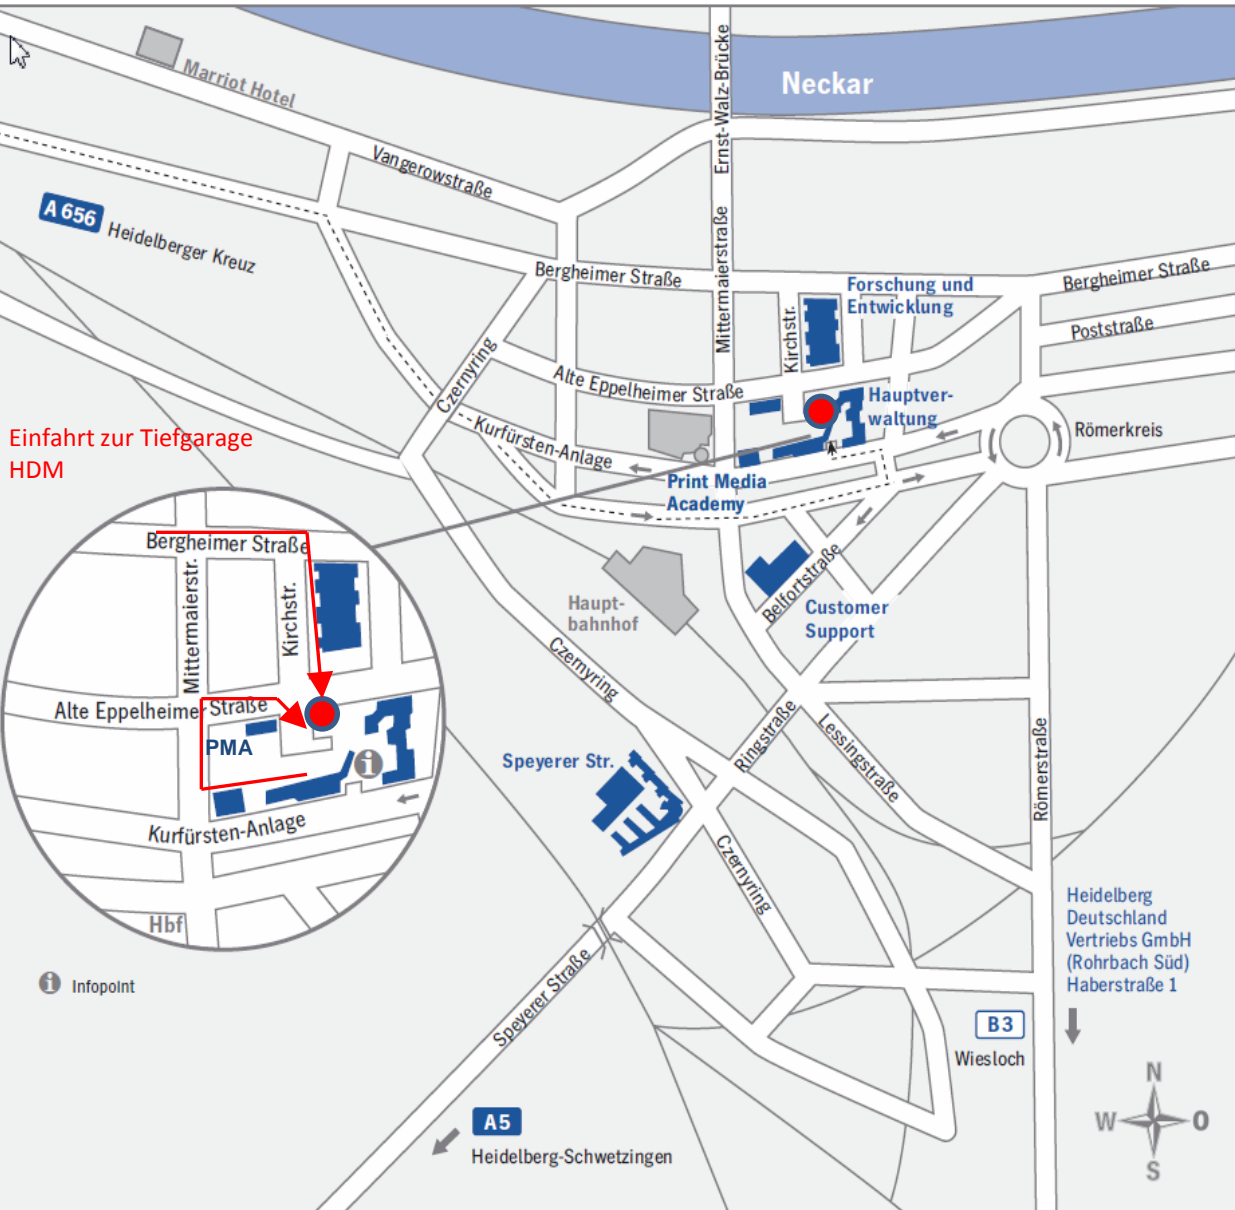 Neckar
Ernst-Walz-Brücke
Marriot Hotel
Vangerowstraße
A 656
Heidelberger Kreuz
Bergheimer Straße
Mittermaierstraße
Forschung und
Entwicklung
Bergheimer Straße
Poststraße
Kirchstr.
Czernyring
Alte Eppelheimer Straße
Hauptver-
waltung
Kurfürsten-Anlage
Römerkreis
Einfahrt zur Tiefgarage
HDM
Print Media
Academy
Bergheimer Straße
Mittermaierstr.
Kirchstr.
Alte Eppelheimer Straße
PMA
i
Kurfürsten-Anlage
Hbf
Haupt-
bahnhof
Belfortstraße
Customer
Support
Czernyring
Speyerer Str.
Ringstraße
Lessingstraße
Römerstraße
Czernyring
Heidelberg
Deutschland
Vertriebs GmbH
(Rohrbach Süd)
Haberstraße 1
i Infopoint
Speyerer Straße
B3
Wiesloch
A5
Heidelberg-Schwetzingen
N
W
O
S